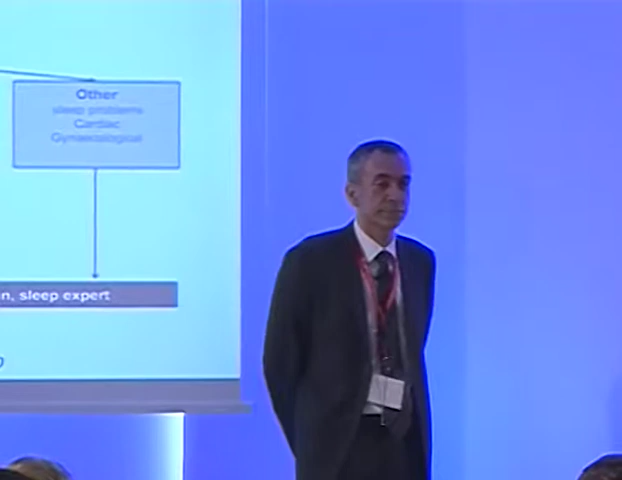 Other
sleep problems
Cardiac
Gynaecological
n, sleep expert